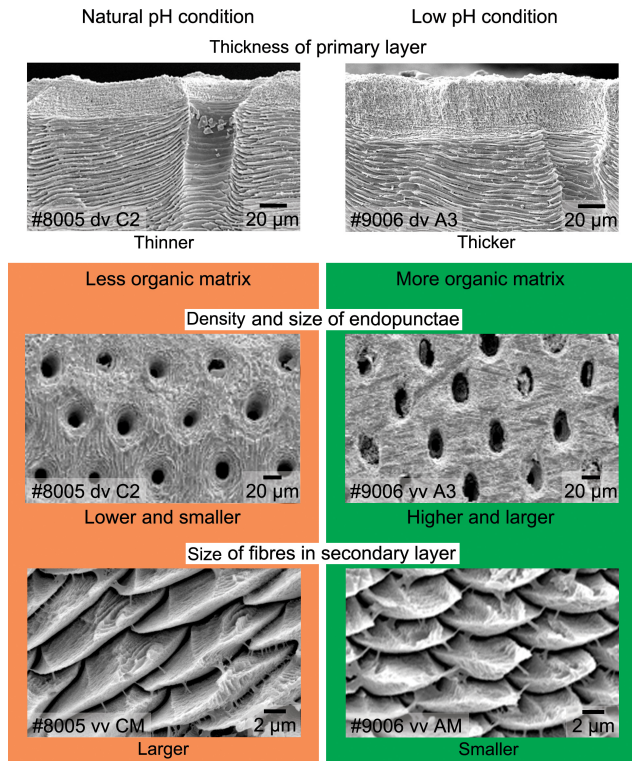 Natural pH condition Low pH condition
Thickness of primary layer
#8005 dv C2 20 µm #9006 dv A3 20 µm
Thinner Thicker
Less organic matrix More organic matrix
Density and size of endopunctae
#8005 dv C2 20 µm #9006 vv A3 20 µm
Lower and smaller Higher and larger
Size of fibres in secondary layer
#8005 vv CM 2 µm #9006 vv AM 2 µm
Larger Smaller